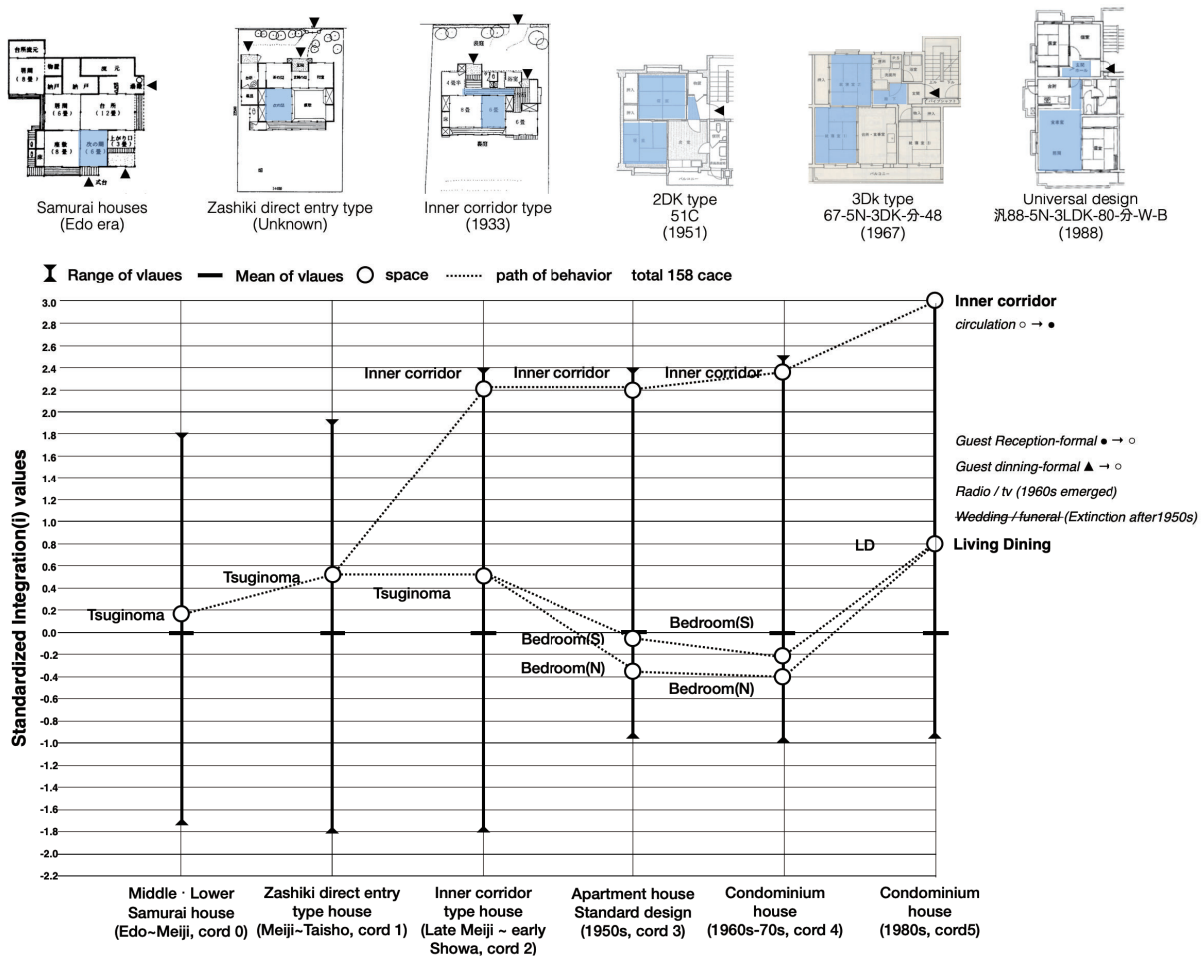 Samurai houses
(Edo era)
Zashiki direct entry type
(Unknown)
Inner corridor type
(1933)
2DK type
51C
(1951)
3Dk type
67-5N-3DK-分-48
(1967)
Universal design
汎88-5N-3LDK-80-分-W-B
(1988)
Range of vlaues
Mean of vlaues
space
path of behavior
total 158 cace
Standardized Integration(i) values
3.0
2.8
2.6
2.4
2.2
2.0
1.8
1.6
1.4
1.2
1.0
0.8
0.6
0.4
0.2
0.0
-0.2
-0.4
-0.6
-0.8
-1.0
-1.2
-1.4
-1.6
-1.8
-2.0
-2.2
Inner corridor
Inner corridor
Inner corridor
Tsuginoma
Tsuginoma
Tsuginoma
Bedroom(S)
Bedroom(N)
Bedroom(S)
Bedroom(N)
LD
Inner corridor
circulation ○ → ●
Guest Reception-formal ● → ○
Guest dinning-formal ▲ → ○
Radio / tv (1960s emerged)
Wedding / funeral (Extinction after1950s)
Living Dining
Middle · Lower
Samurai house
(Edo~Meiji, cord 0)
Zashiki direct entry
type house
(Meiji~Taisho, cord 1)
Inner corridor
type house
(Late Meiji ~ early
Showa, cord 2)
Apartment house
Standard design
(1950s, cord 3)
Condominium
house
(1960s-70s, cord 4)
Condominium
house
(1980s, cord5)